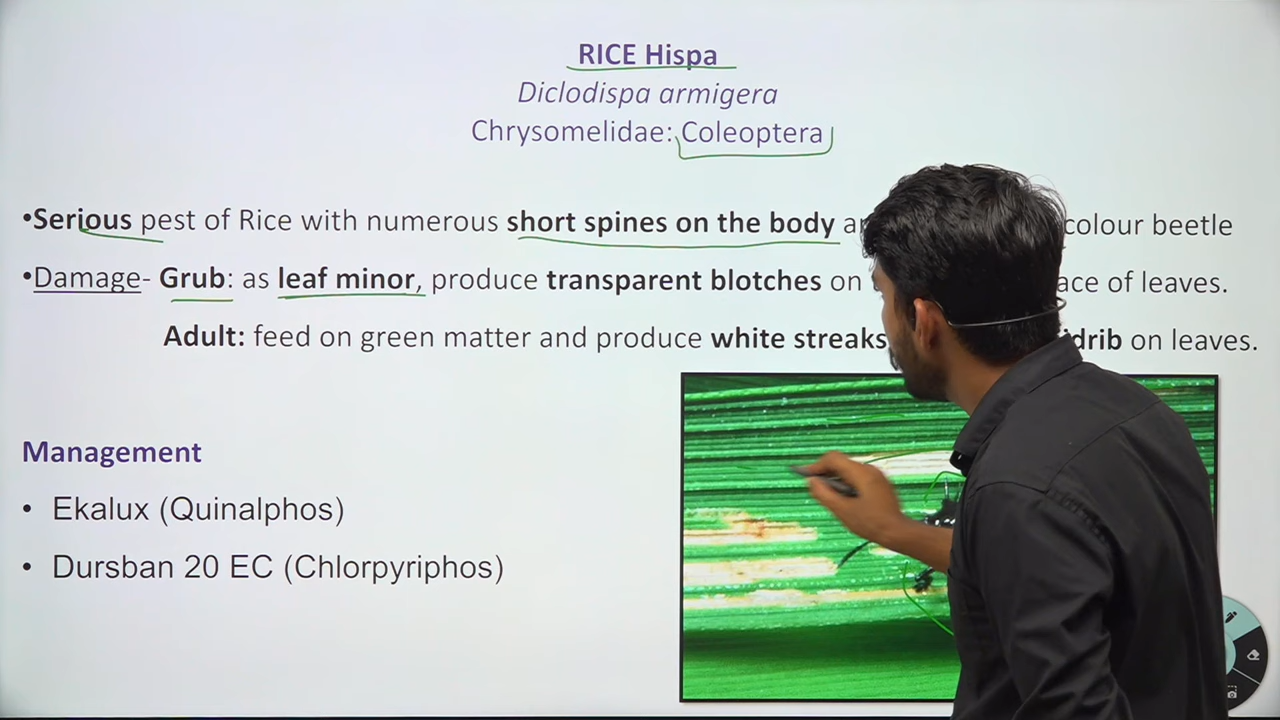 RICE Hispa
Diclodispa armigera
Chrysomelidae: Coleoptera
•Serious pest of Rice with numerous short spines on the body colour beetle
•Damage- Grub: as leaf minor, produce transparent blotches on of leaves.
Adult: feed on green matter and produce white streaks on leaves.
Management
• Ekalux (Quinalphos)
• Dursban 20 EC (Chlorpyriphos)